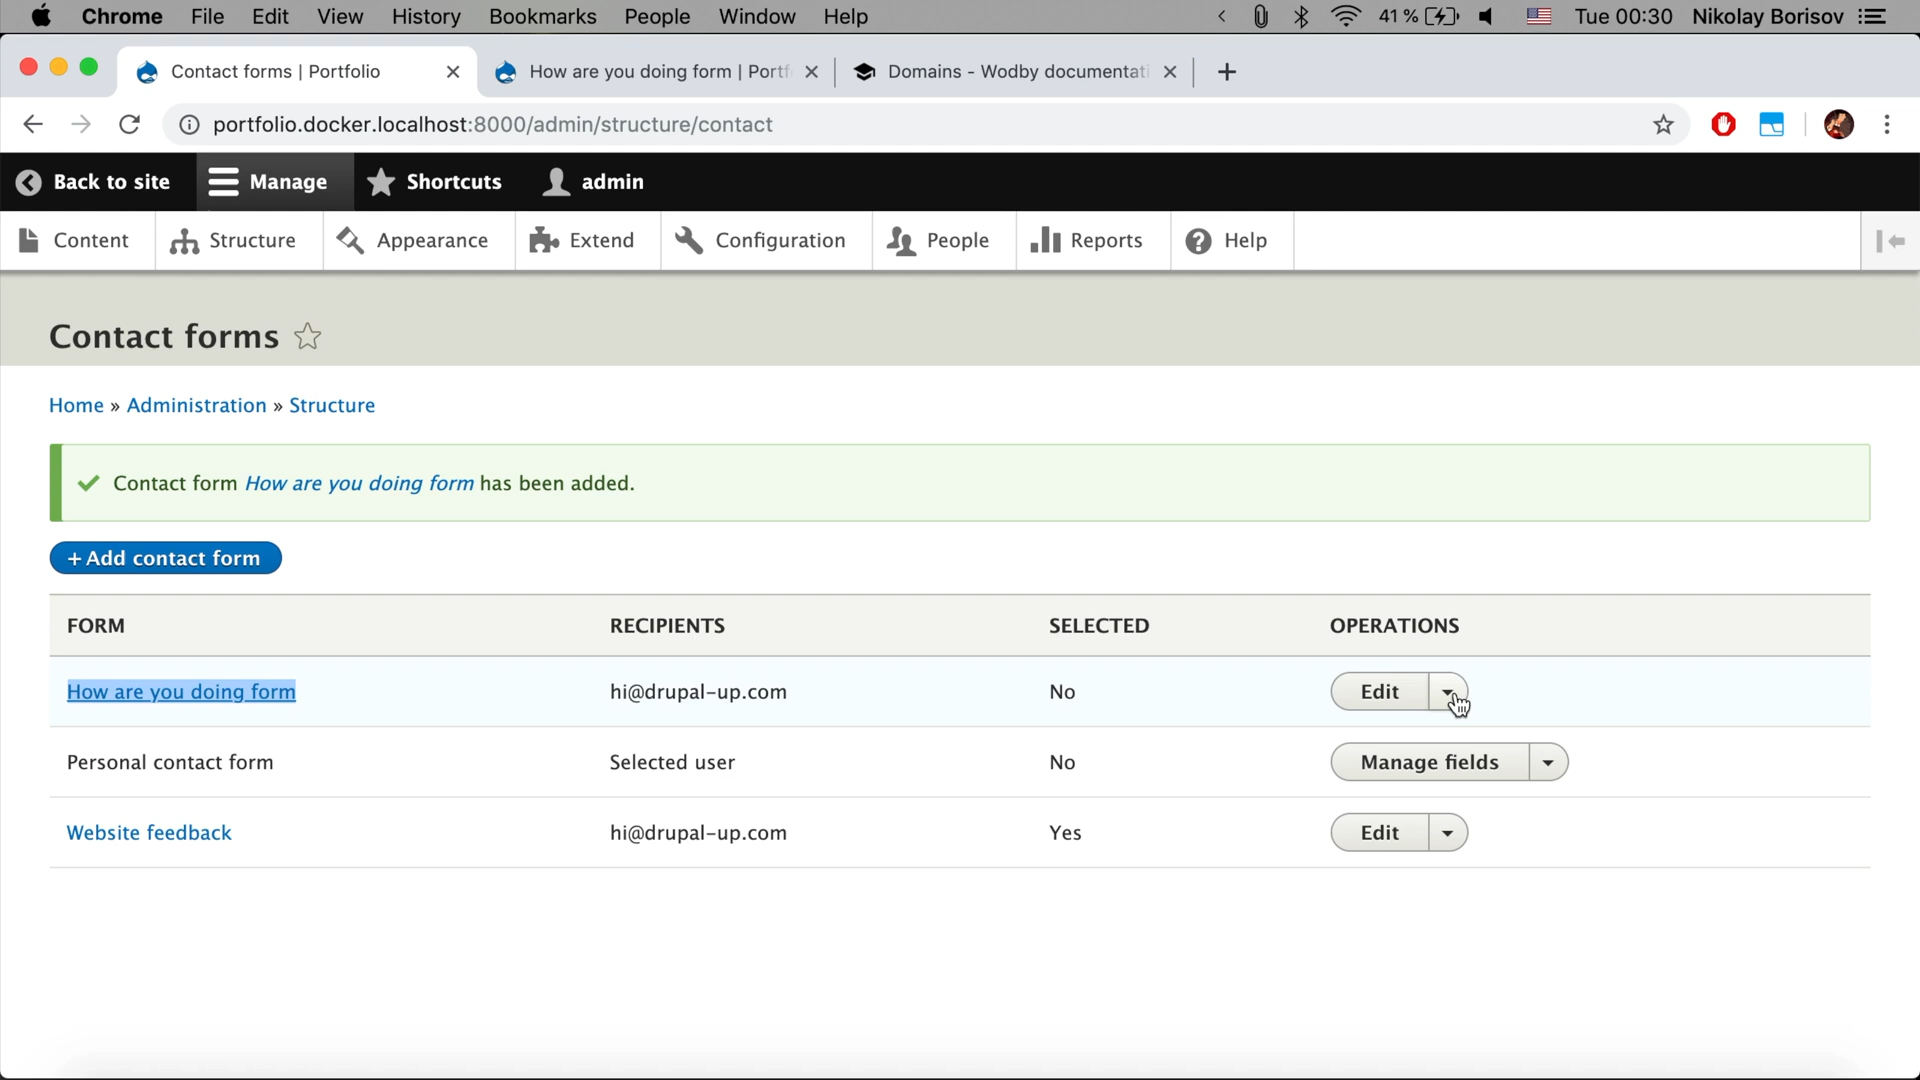 Chrome File Edit View History Bookmarks People Window Help 41 % Tue 00:30 Nikolay Borisov
Contact forms | Portfolio How are you doing form | Portf Domains - Wodby documentati
portfolio.docker.localhost:8000/admin/structure/contact
Back to site Manage Shortcuts admin
Content Structure Appearance Extend Configuration People Reports Help
Contact forms
Home » Administration » Structure
Contact form How are you doing form has been added.
+ Add contact form
FORM RECIPIENTS SELECTED OPERATIONS
How are you doing form hi@drupal-up.com No Edit
Personal contact form Selected user No Manage fields
Website feedback hi@drupal-up.com Yes Edit